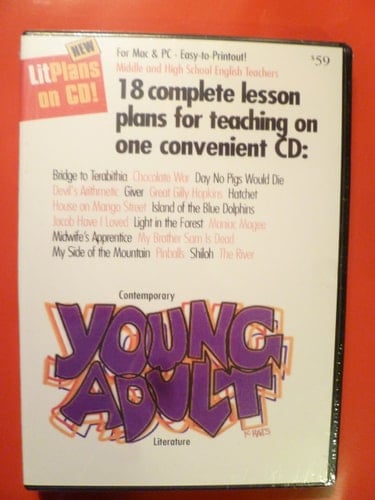 NEW
LitPlans
on CD!
For Mac & PC - Easy-to-Printout!
$59
Middle and High School English Teachers
18 complete lesson
plans for teaching on
one convenient CD:
Bridge to Terabithia Chocolate War Day No Pigs Would Die
Devil's Arithmetic Giver Great Gilly Hopkins Hatchet
House on Mango Street Island of the Blue Dolphins
Jacob Have I Loved Light in the Forest Maniac Magee
Midwife's Apprentice My Brother Sam Is Dead
My Side of the Mountain Pinballs Shiloh The River
Contemporary
YOUNG
ADULT
Literature